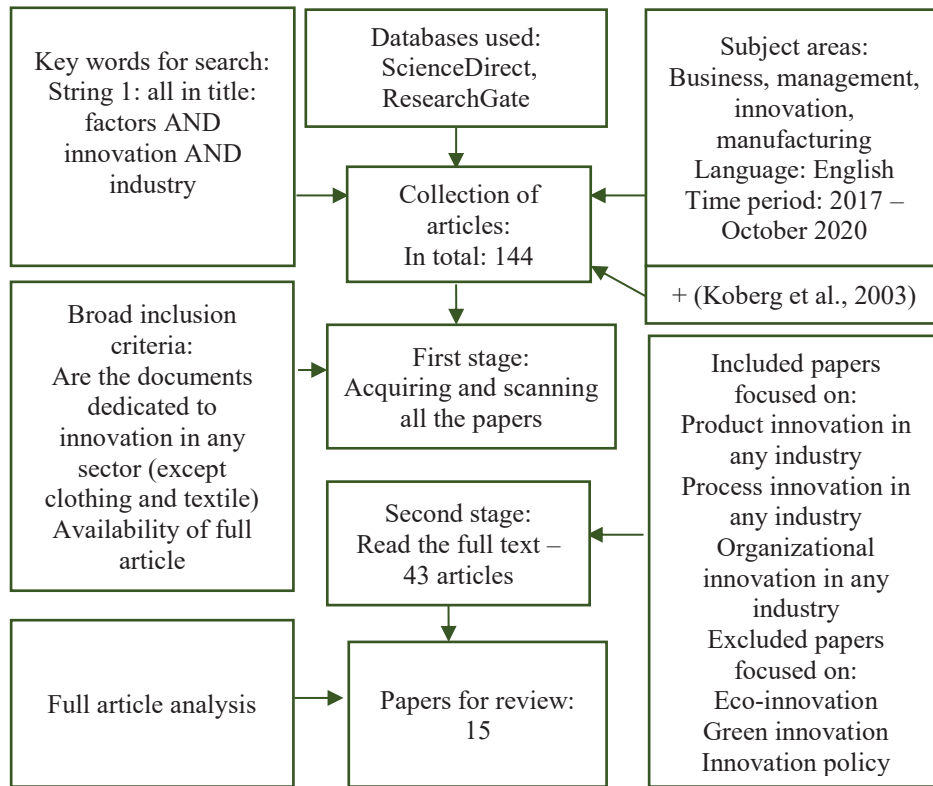 Key words for search:
String 1: all in title:
factors AND
innovation AND
industry
Databases used:
ScienceDirect,
ResearchGate
Subject areas:
Business, management,
innovation,
manufacturing
Language: English
Time period: 2017 –
October 2020
Collection of
articles:
In total: 144
+ (Koberg et al., 2003)
Broad inclusion
criteria:
Are the documents
dedicated to
innovation in any
sector (except
clothing and textile)
Availability of full
article
First stage:
Acquiring and scanning
all the papers
Included papers
focused on:
Product innovation in
any industry
Process innovation in
any industry
Organizational
innovation in any
industry
Excluded papers
focused on:
Eco-innovation
Green innovation
Innovation policy
Second stage:
Read the full text –
43 articles
Full article analysis
Papers for review:
15